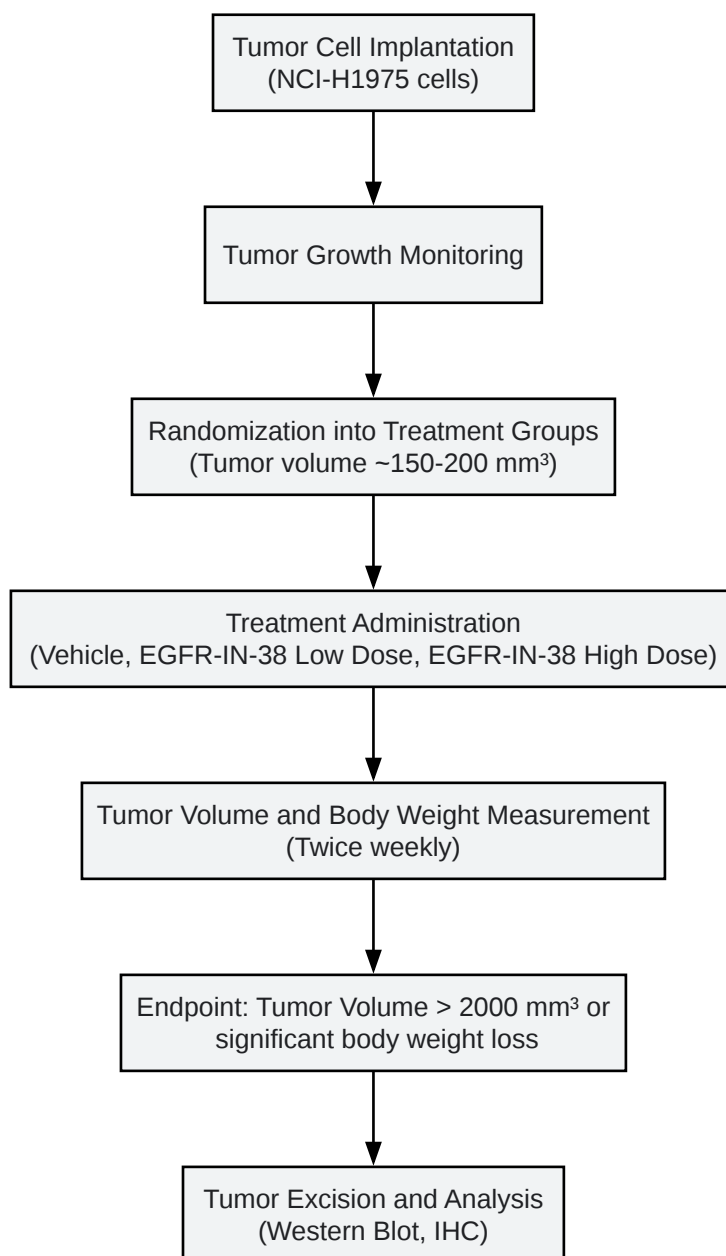 Tumor Cell Implantation
(NCI-H1975 cells)
Tumor Growth Monitoring
Randomization into Treatment Groups
(Tumor volume ~150-200 mm³)
Treatment Administration
(Vehicle, EGFR-IN-38 Low Dose, EGFR-IN-38 High Dose)
Tumor Volume and Body Weight Measurement
(Twice weekly)
Endpoint: Tumor Volume > 2000 mm³ or
significant body weight loss
Tumor Excision and Analysis
(Western Blot, IHC)